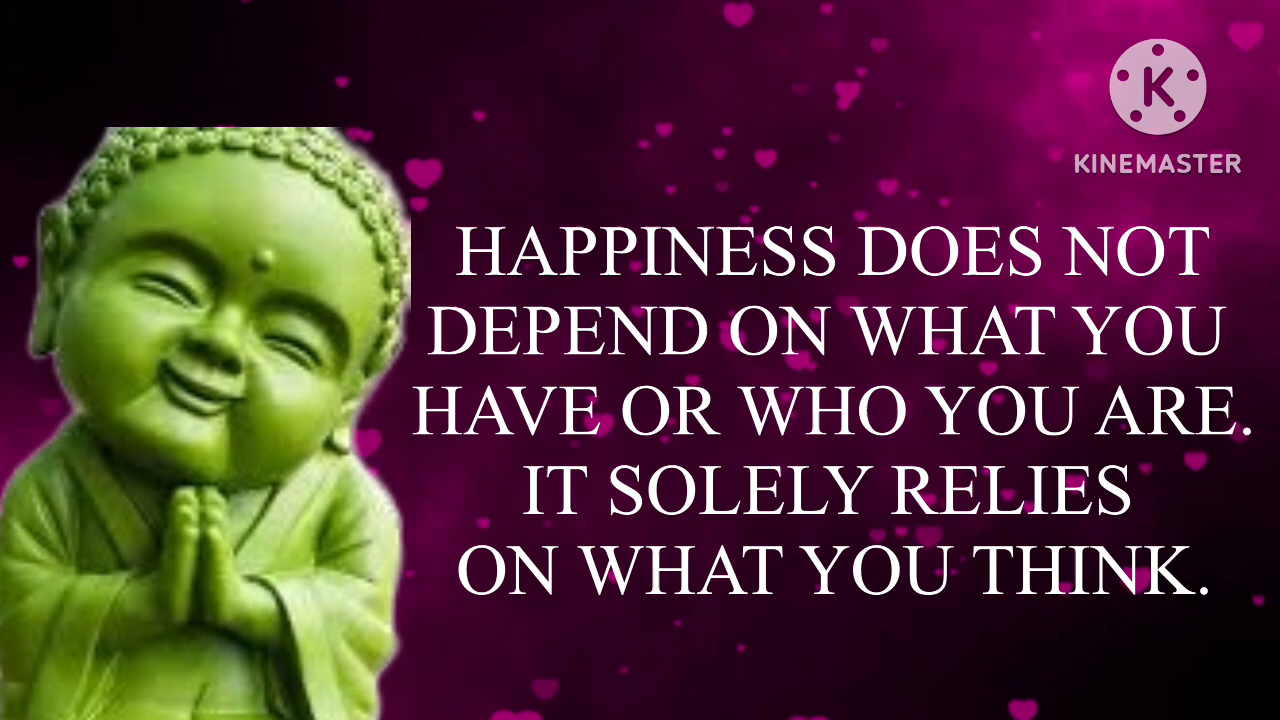 K
KINEMASTER
HAPPINESS DOES NOT
DEPEND ON WHAT YOU
HAVE OR WHO YOU ARE.
IT SOLELY RELIES
ON WHAT YOU THINK.